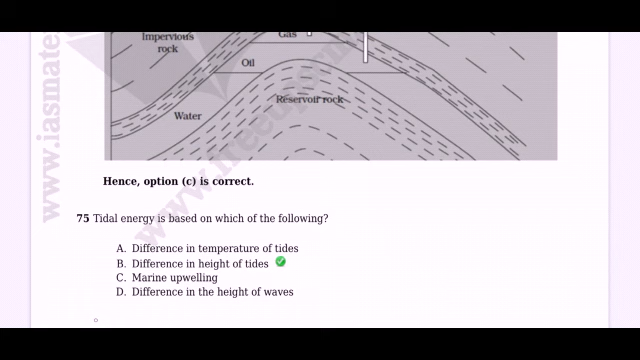 Impervious
rock
Gas
Oil
Reservoir rock
Water
www.iasmate
Hence, option (c) is correct.
75 Tidal energy is based on which of the following?
A. Difference in temperature of tides
B. Difference in height of tides
C. Marine upwelling
D. Difference in the height of waves